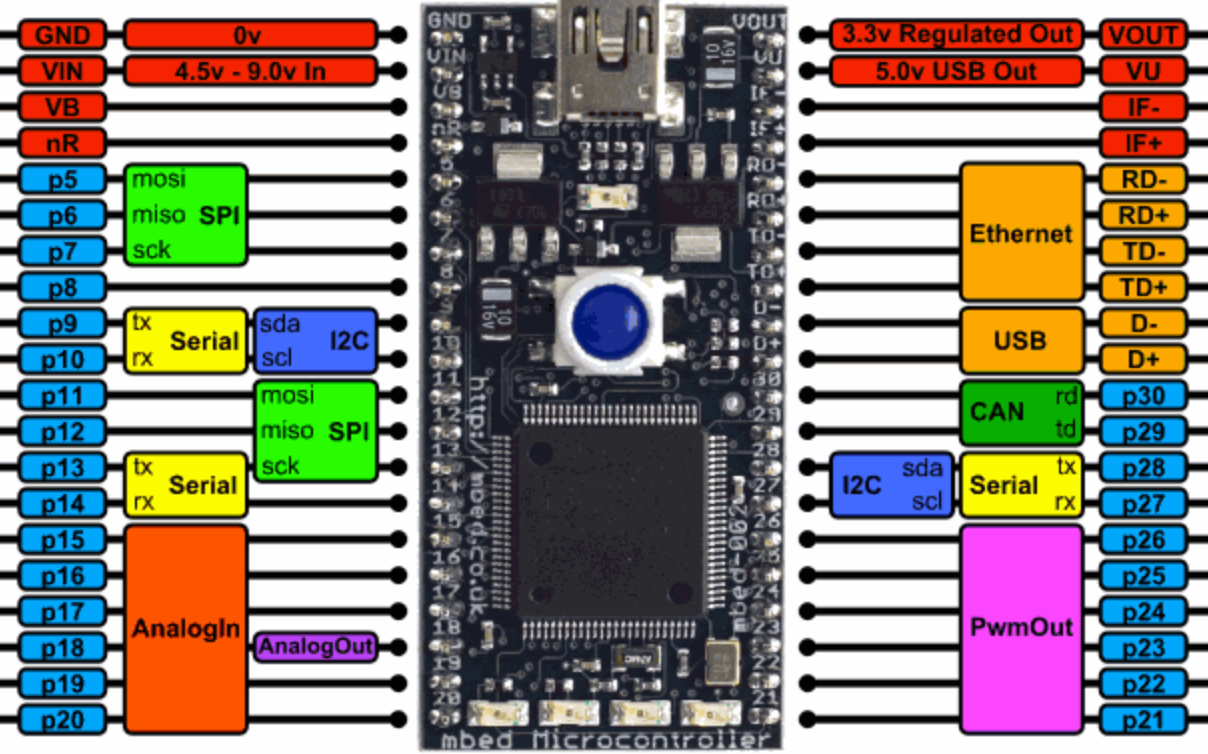 GND 0v
VIN 4.5v - 9.0v In
VB
nR
p5 mosi
p6 miso SPI
p7 sck
p8
p9 tx Serial sda I2C
p10 rx scl
p11 mosi
p12 miso SPI
p13 tx Serial sck
p14 rx
p15
p16
p17 AnalogIn
p18 AnalogOut
p19
p20
GND
VIN
VB
nR
5
6
7
8
9
10
11
12
13
14
15
16
17
18
19
20
10
16v
http://mbed.co.uk
VOUT
VU
IF-
IF+
RD-
RD+
TD-
TD+
D-
D+
30
29
28
27
26
25
24
23
22
21
10
16v
mbed-002
mbed Microcontroller
3.3v Regulated Out VOUT
5.0v USB Out VU
IF-
IF+
RD-
Ethernet RD+
TD-
TD+
USB D-
D+
CAN rd p30
td p29
I2C sda Serial tx p28
scl rx p27
p26
p25
PwmOut p24
p23
p22
p21